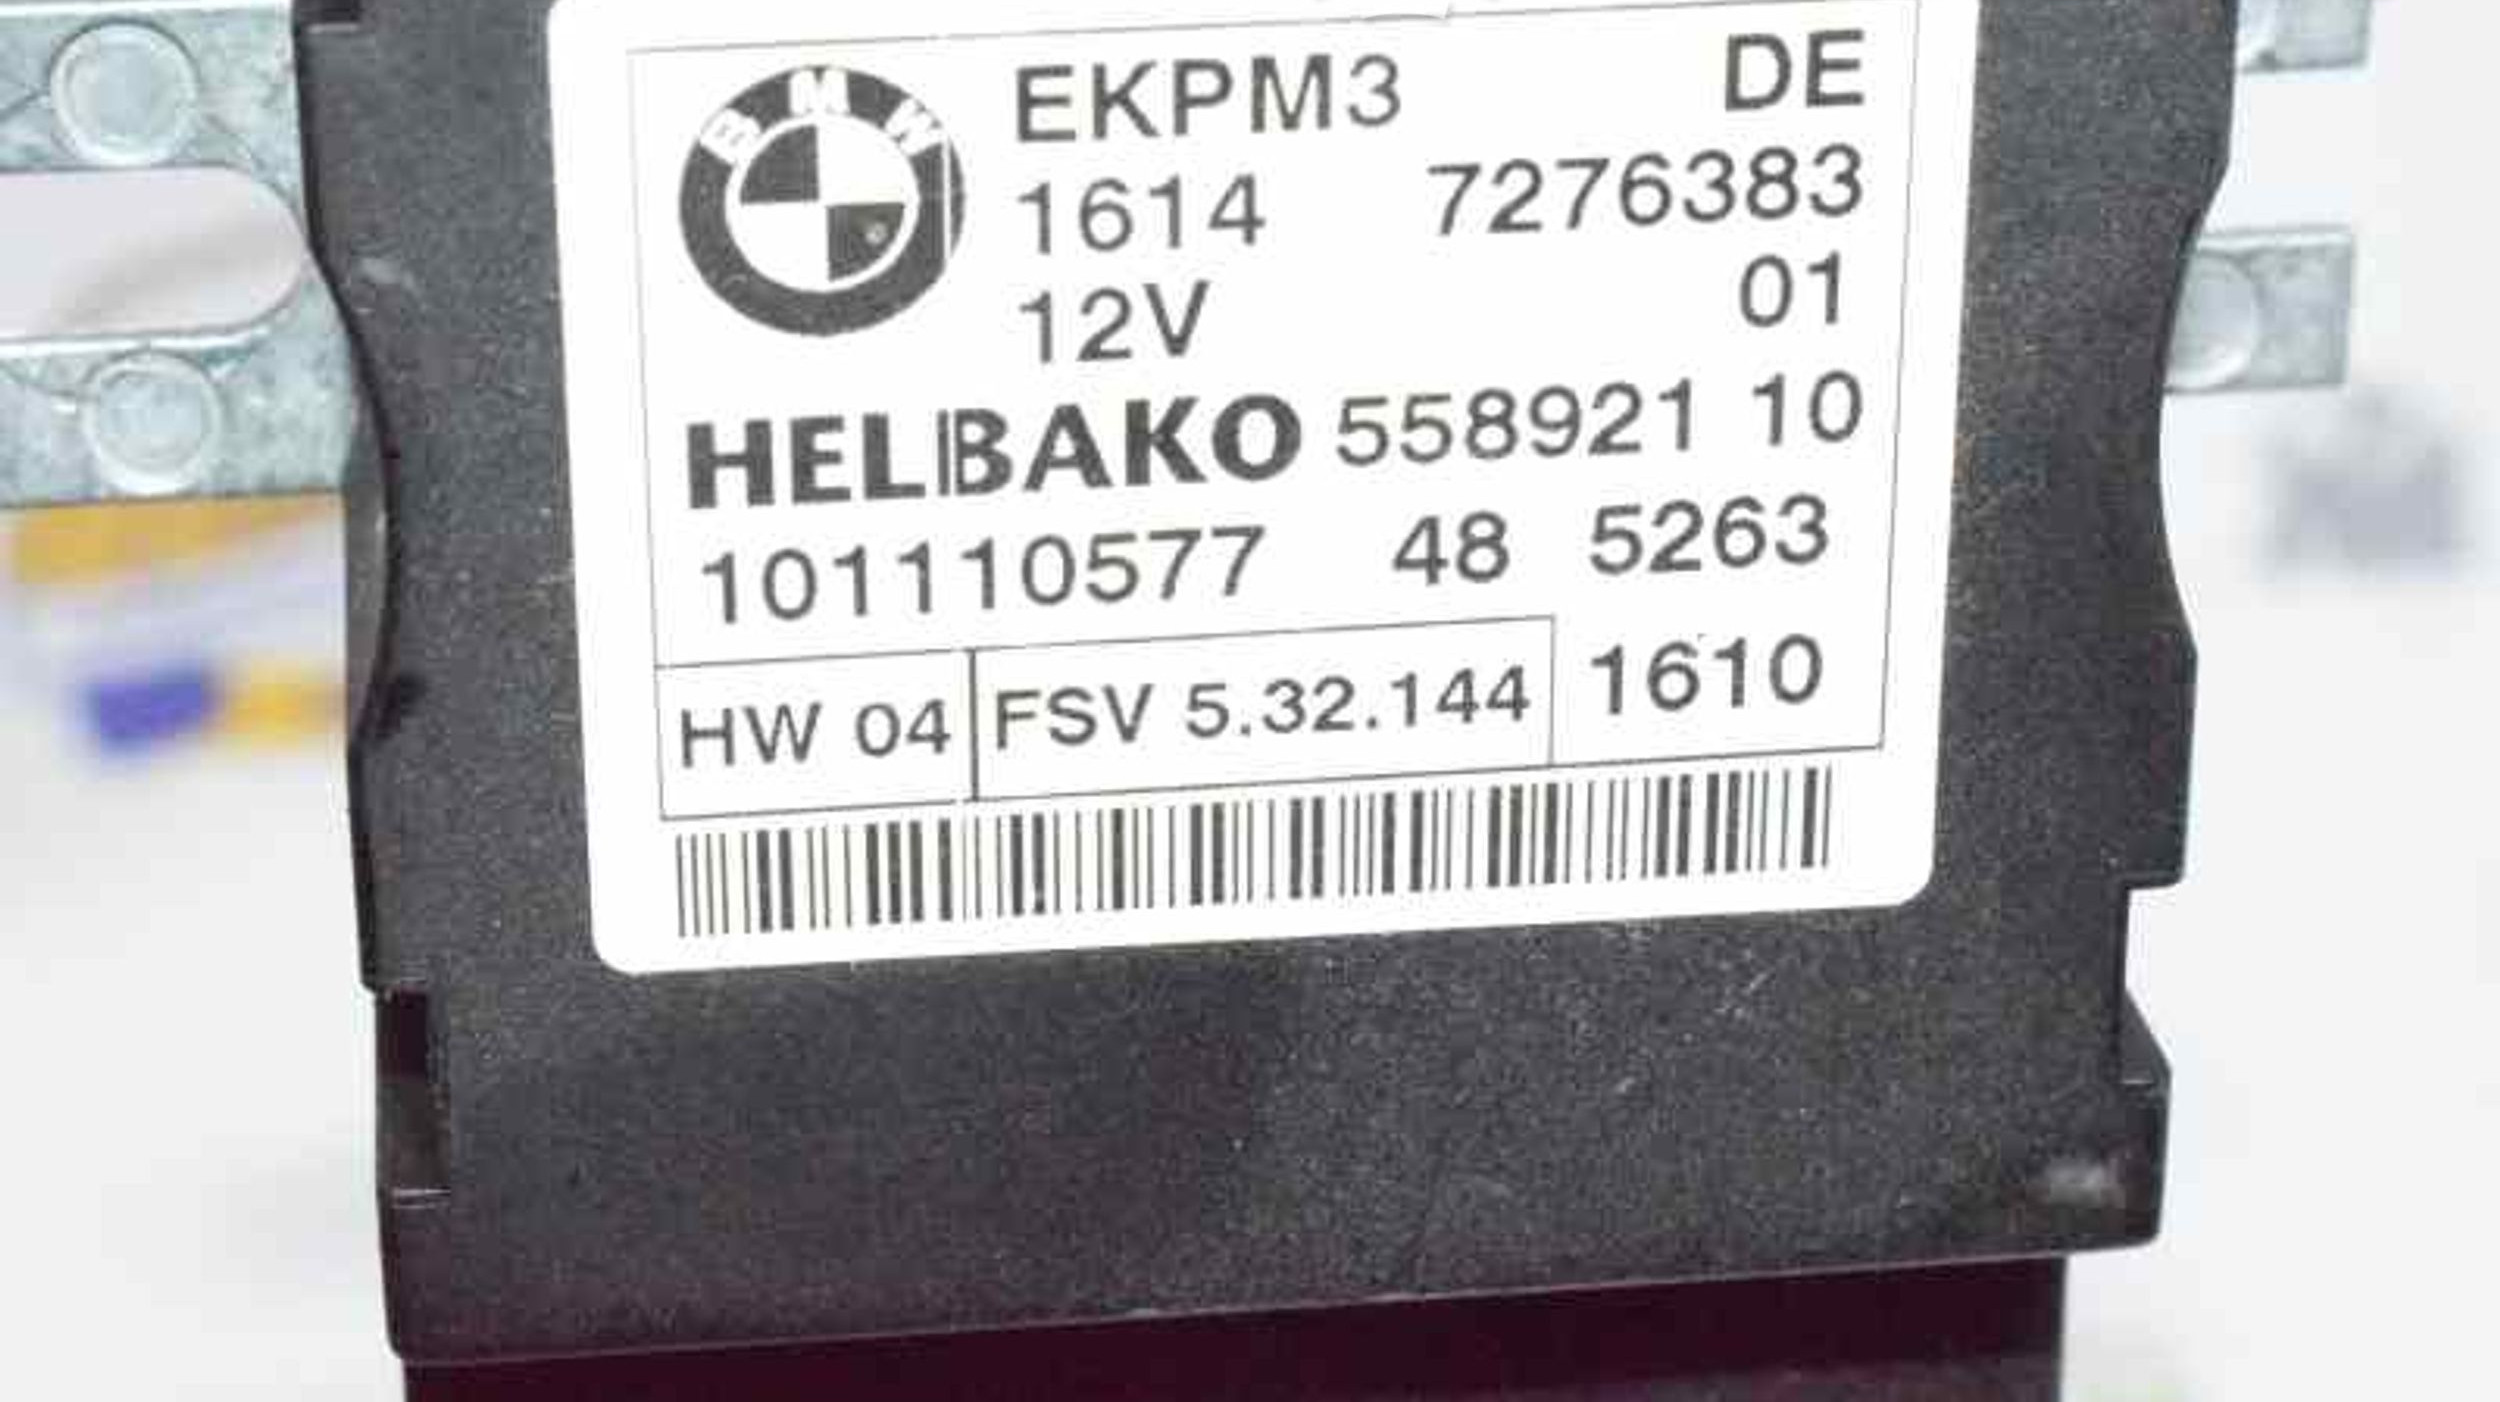 BMW
EKPM3 DE
1614 7276383
12V 01
HELBAKO 558921 10
101110577 48 5263
HW 04 FSV 5.32.144 1610